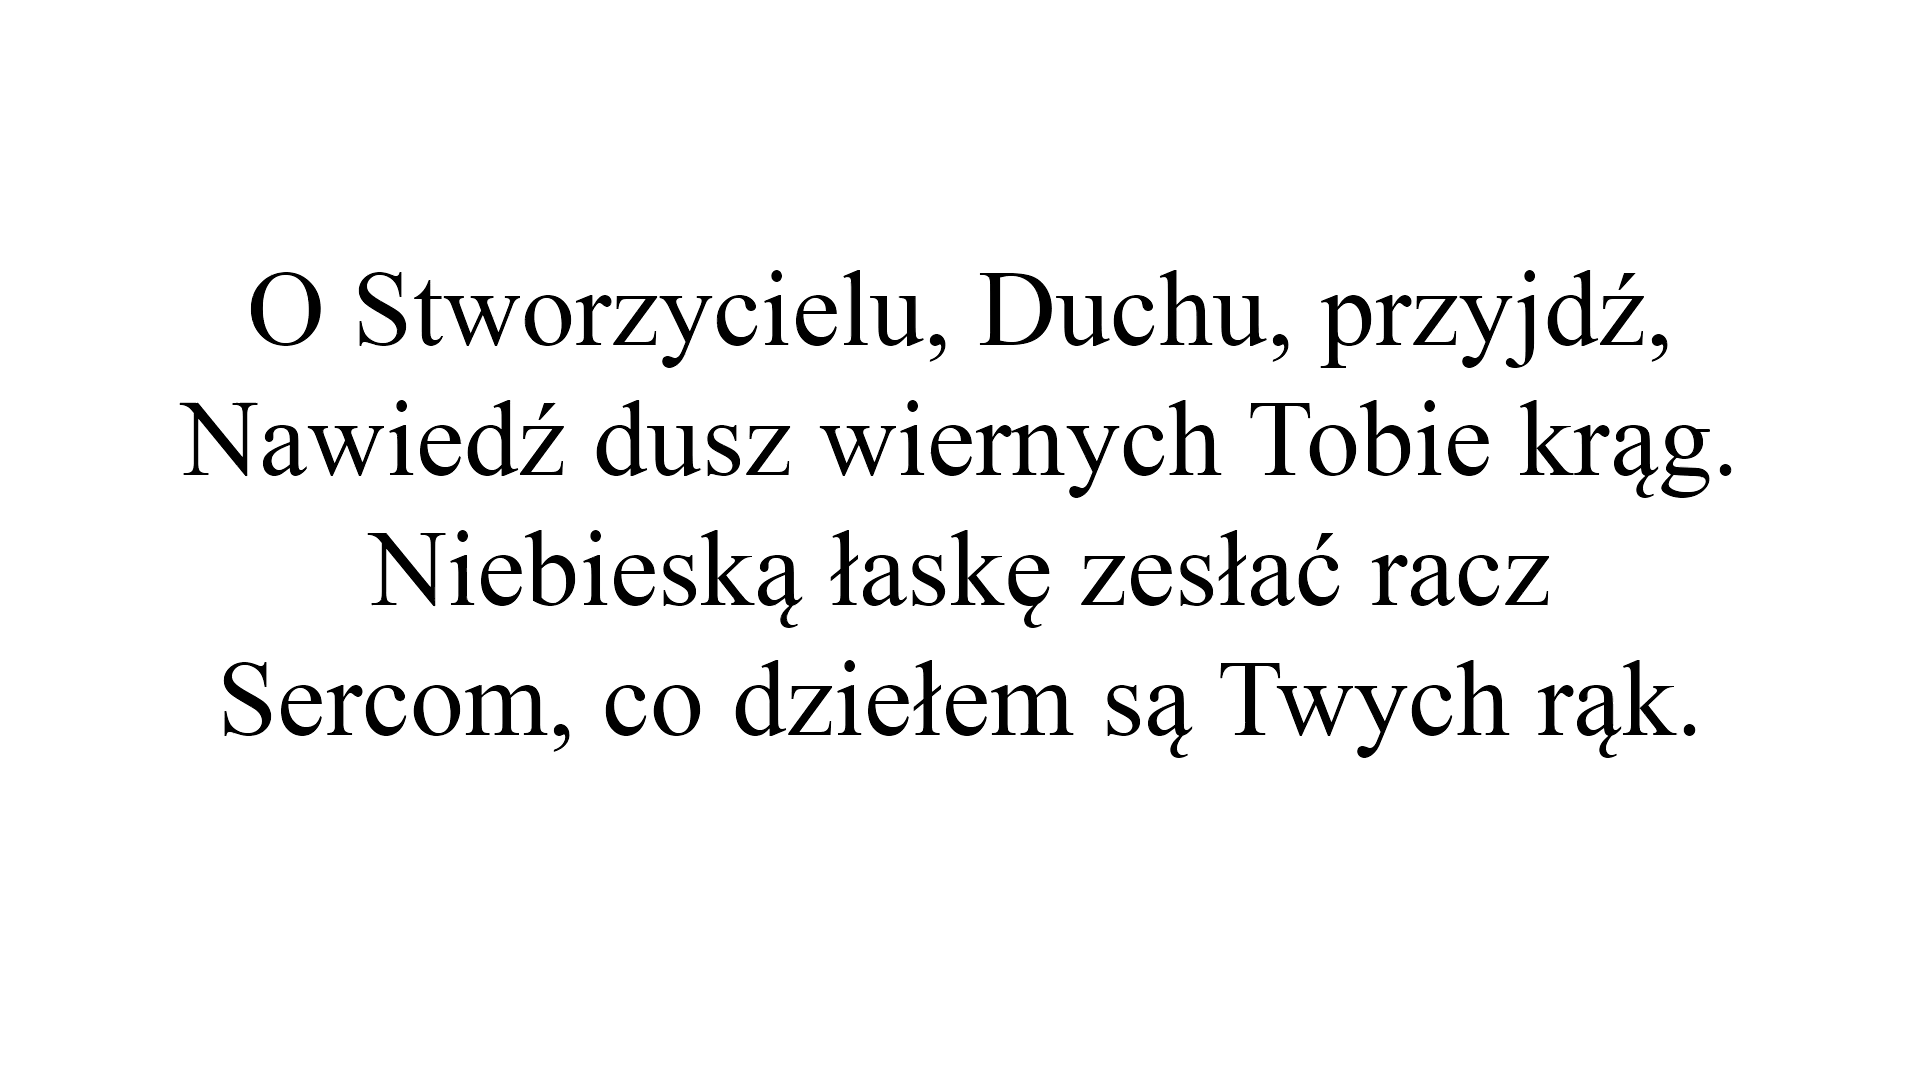 O Stworzycielu, Duchu, przyjdź,
Nawiedź dusz wiernych Tobie krąg.
Niebieską łaskę zesłać racz
Sercom, co dziełem są Twych rąk.